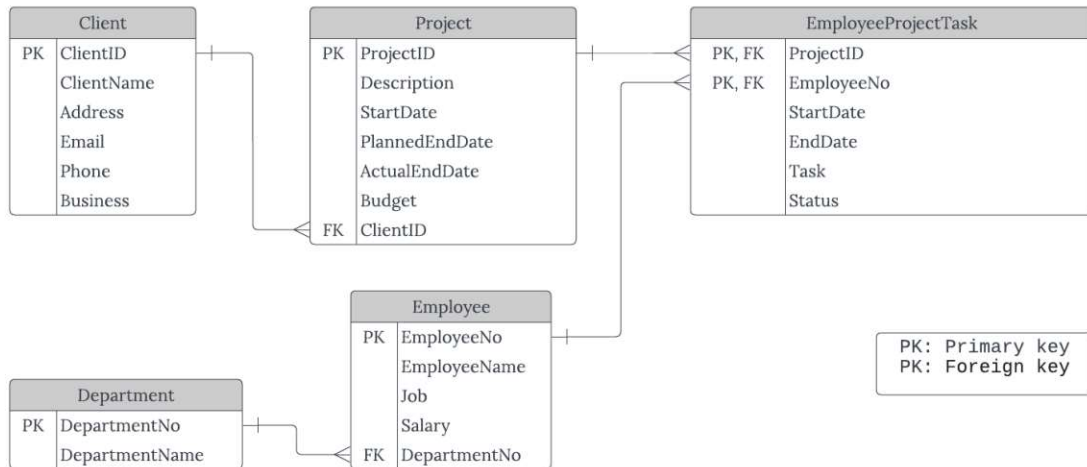 Client
PK ClientID
ClientName
Address
Email
Phone
Business
Project
PK ProjectID
Description
StartDate
PlannedEndDate
ActualEndDate
Budget
FK ClientID
EmployeeProjectTask
PK, FK ProjectID
PK, FK EmployeeNo
StartDate
EndDate
Task
Status
Employee
PK EmployeeNo
EmployeeName
Job
Salary
FK DepartmentNo
Department
PK DepartmentNo
DepartmentName
PK: Primary key
PK: Foreign key